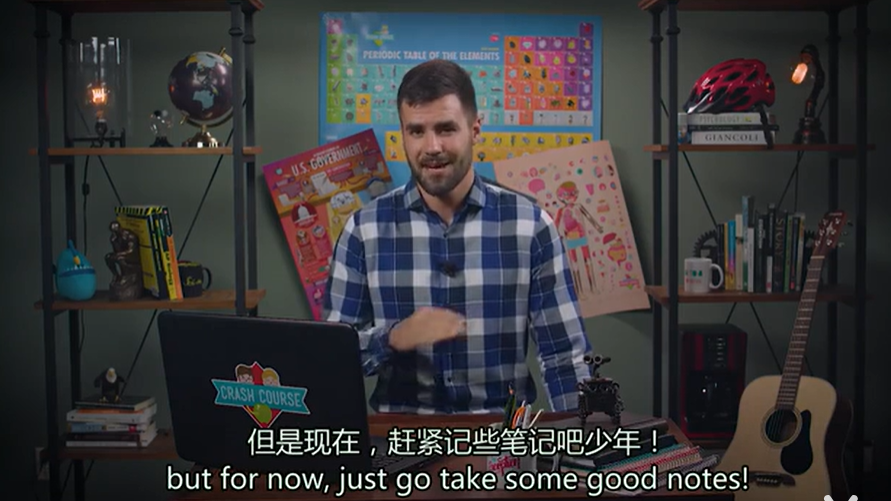 PERIODIC TABLE OF THE ELEMENTS
U.S. GOVERNMENT
PSYCHOLOGY
GIANCOLI
CRASH COURSE
但是现在，赶紧记些笔记吧少年！
but for now, just go take some good notes!